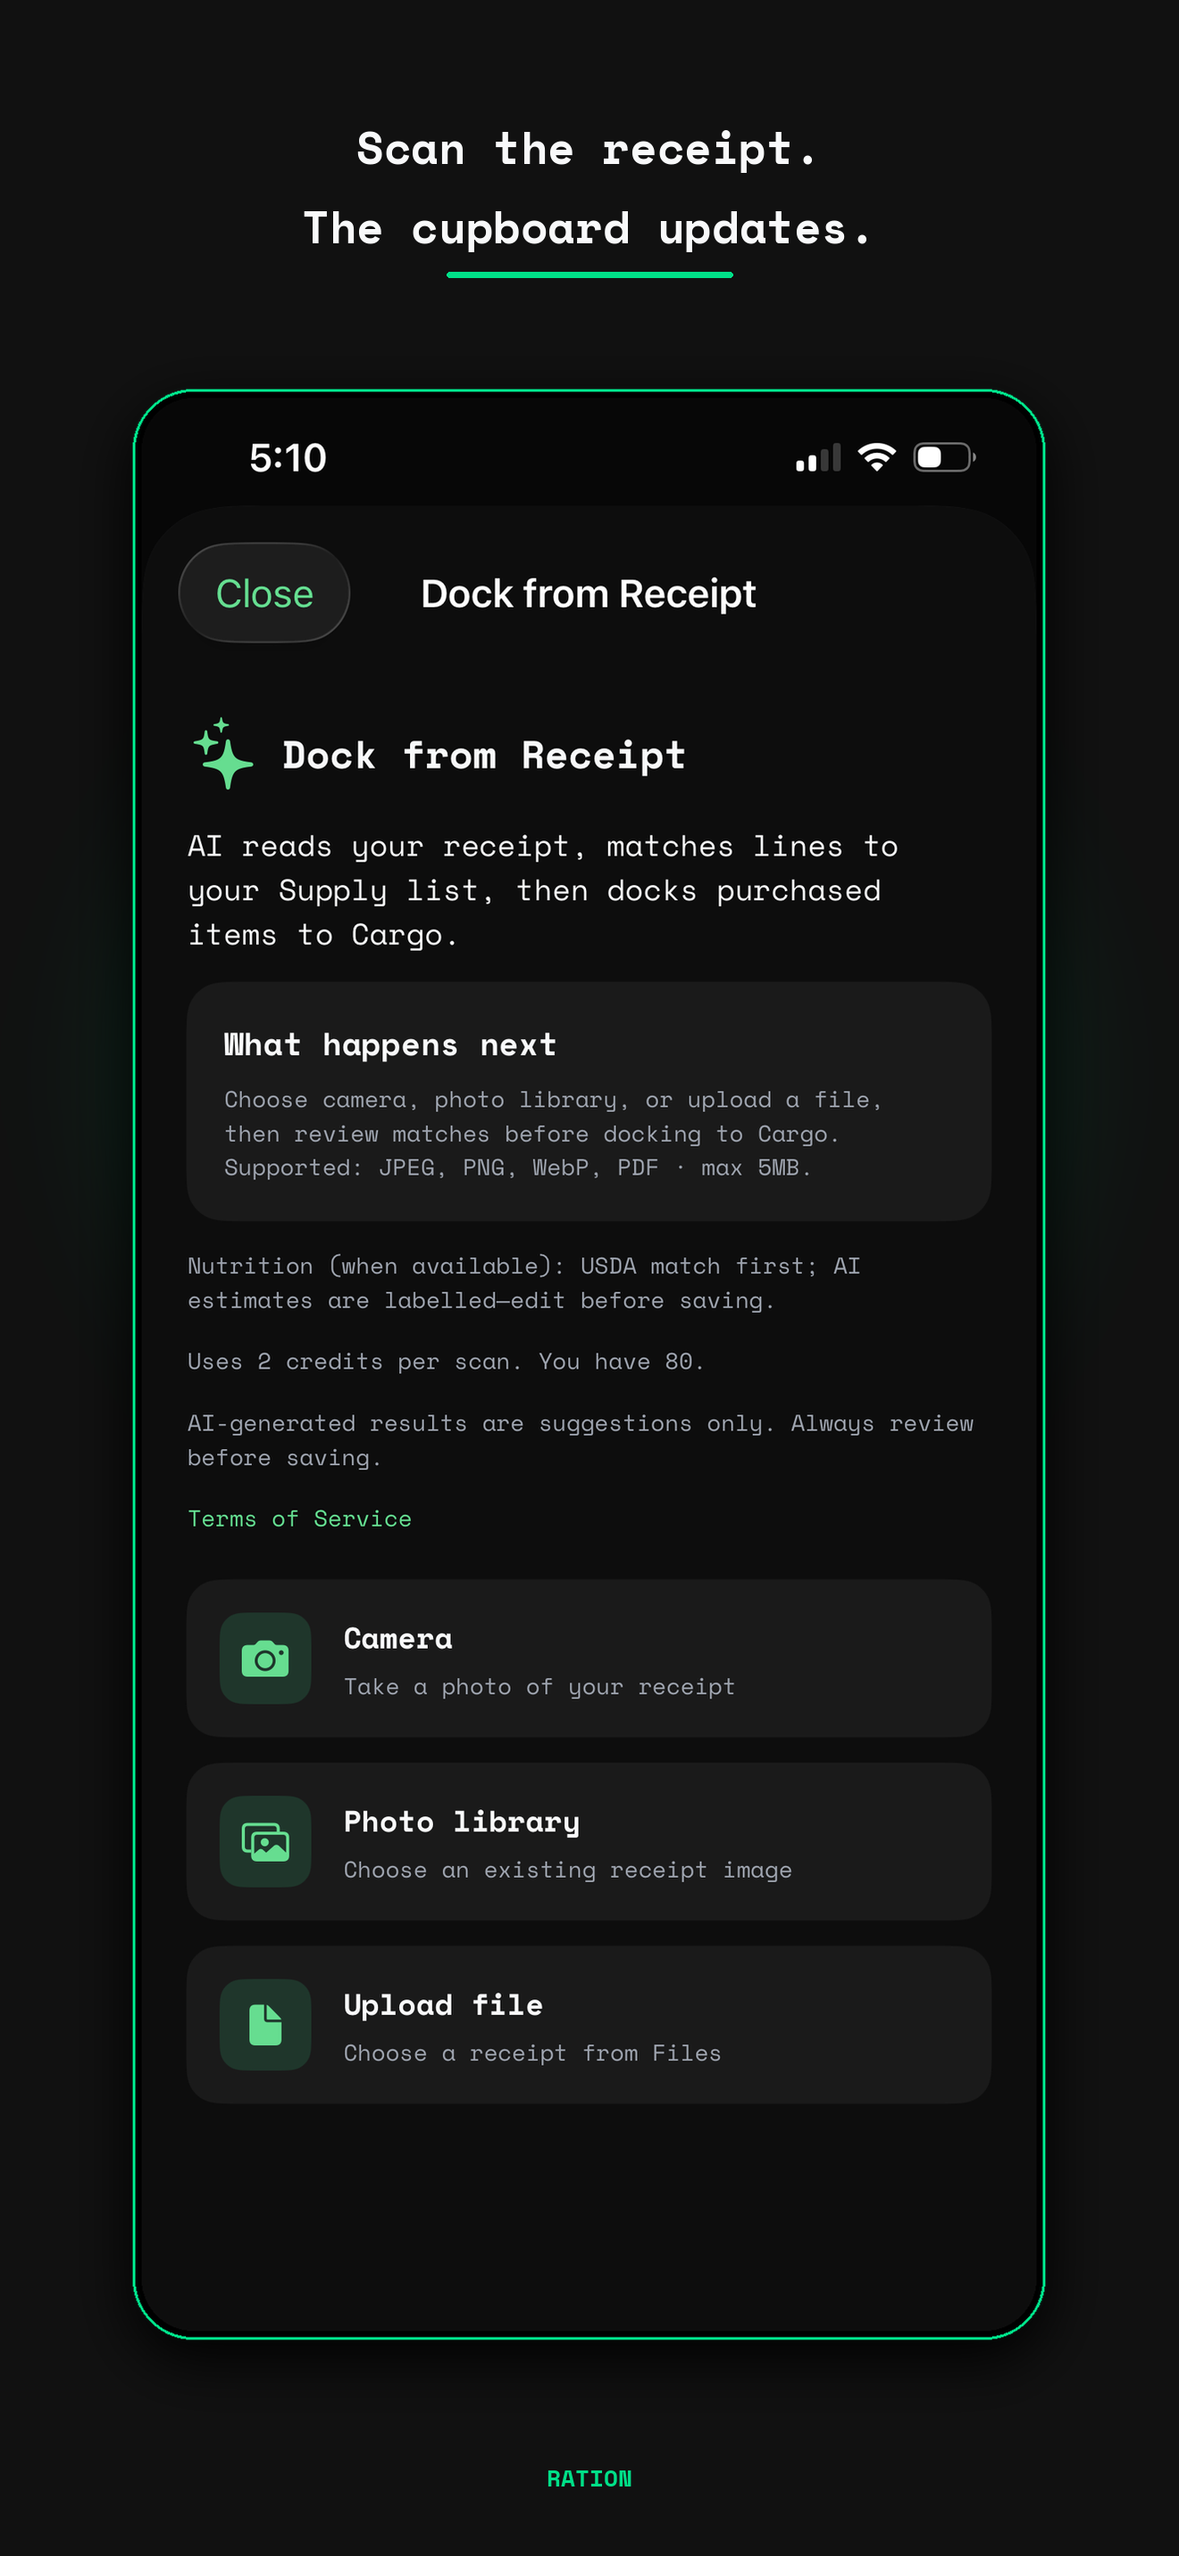 Scan the receipt.
The cupboard updates.
5:10
Close
Dock from Receipt
Dock from Receipt
AI reads your receipt, matches lines to
your Supply list, then docks purchased
items to Cargo.
What happens next
Choose camera, photo library, or upload a file,
then review matches before docking to Cargo.
Supported: JPEG, PNG, WebP, PDF · max 5MB.
Nutrition (when available): USDA match first; AI
estimates are labelled—edit before saving.
Uses 2 credits per scan. You have 80.
AI-generated results are suggestions only. Always review
before saving.
Terms of Service
Camera
Take a photo of your receipt
Photo library
Choose an existing receipt image
Upload file
Choose a receipt from Files
RATION